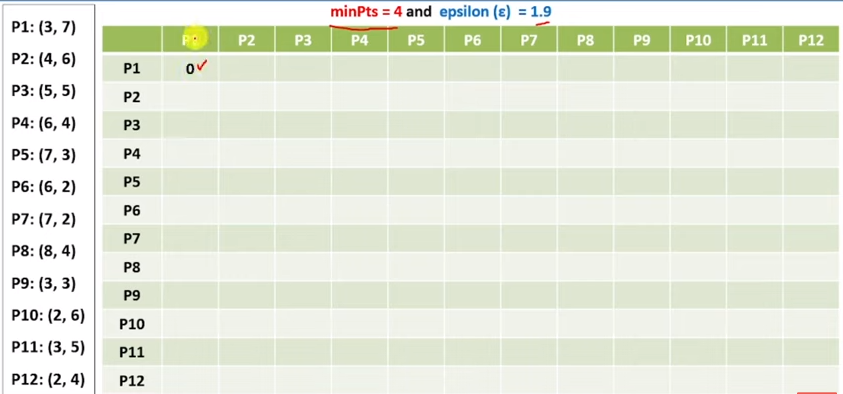 minPts = 4 and epsilon (ε) = 1.9
P1: (3, 7)
P2: (4, 6)
P3: (5, 5)
P4: (6, 4)
P5: (7, 3)
P6: (6, 2)
P7: (7, 2)
P8: (8, 4)
P9: (3, 3)
P10: (2, 6)
P11: (3, 5)
P12: (2, 4)
P1 P2 P3 P4 P5 P6 P7 P8 P9 P10 P11 P12
P1 0
P2
P3
P4
P5
P6
P7
P8
P9
P10
P11
P12